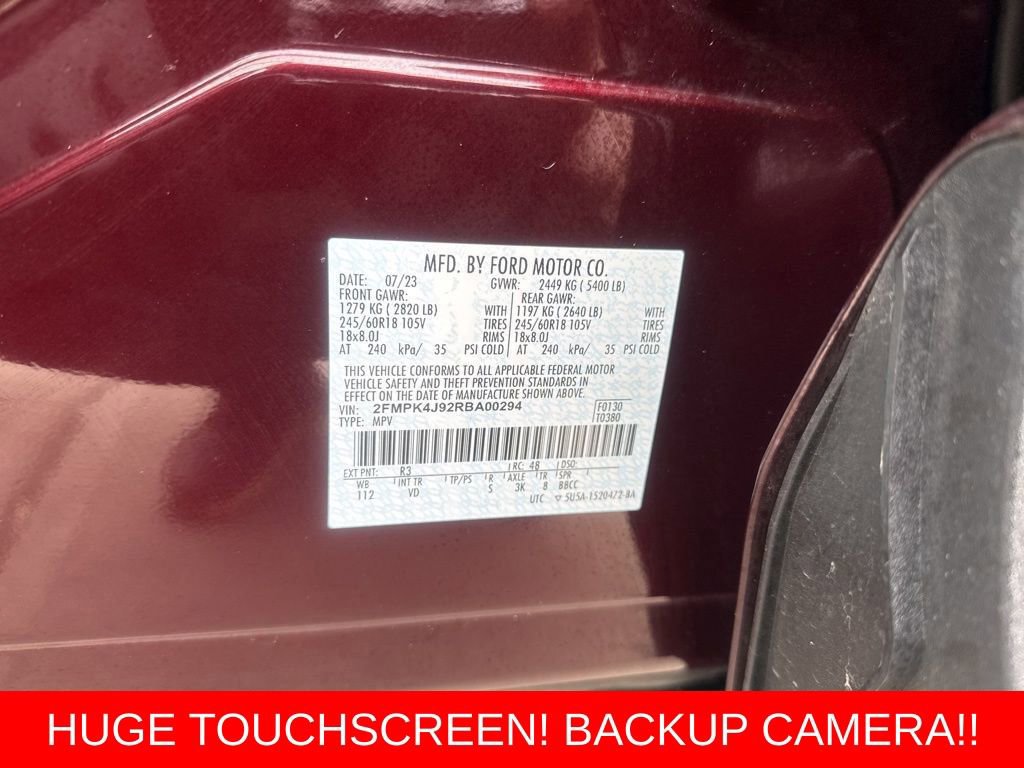 MFD. BY FORD MOTOR CO.
DATE: 07/23 GVWR: 2449 KG ( 5400 LB)
FRONT GAWR: REAR GAWR:
1279 KG ( 2820 LB) WITH 1197 KG ( 2640 LB) WITH
245/60R18 105V TIRES 245/60R18 105V TIRES
18x8.0J RIMS 18x8.0J RIMS
AT 240 kPa/ 35 PSI COLD AT 240 kPa/ 35 PSI COLD
THIS VEHICLE CONFORMS TO ALL APPLICABLE FEDERAL MOTOR
VEHICLE SAFETY AND THEFT PREVENTION STANDARDS IN
EFFECT ON THE DATE OF MANUFACTURE SHOWN ABOVE.
VIN: 2FMPK4J92RBA00294 F0130
TYPE: MPV T0380
EXT PNT: R3 RC: 48 DSO:
WB INT TR TP/PS R AXLE TR SPR
112 VD S 3K 8 BBCC
UTC ▽ 5U5A-1520472-BA
HUGE TOUCHSCREEN! BACKUP CAMERA!!